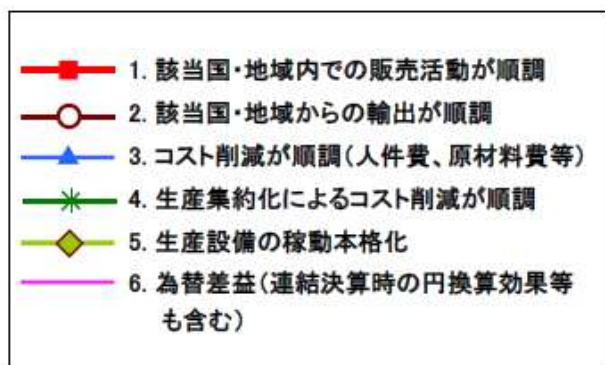 1. 該当国・地域内での販売活動が順調
2. 該当国・地域からの輸出が順調
3. コスト削減が順調(人件費、原材料費等)
4. 生産集約化によるコスト削減が順調
5. 生産設備の稼動本格化
6. 為替差益(連結決算時の円換算効果等
も含む)